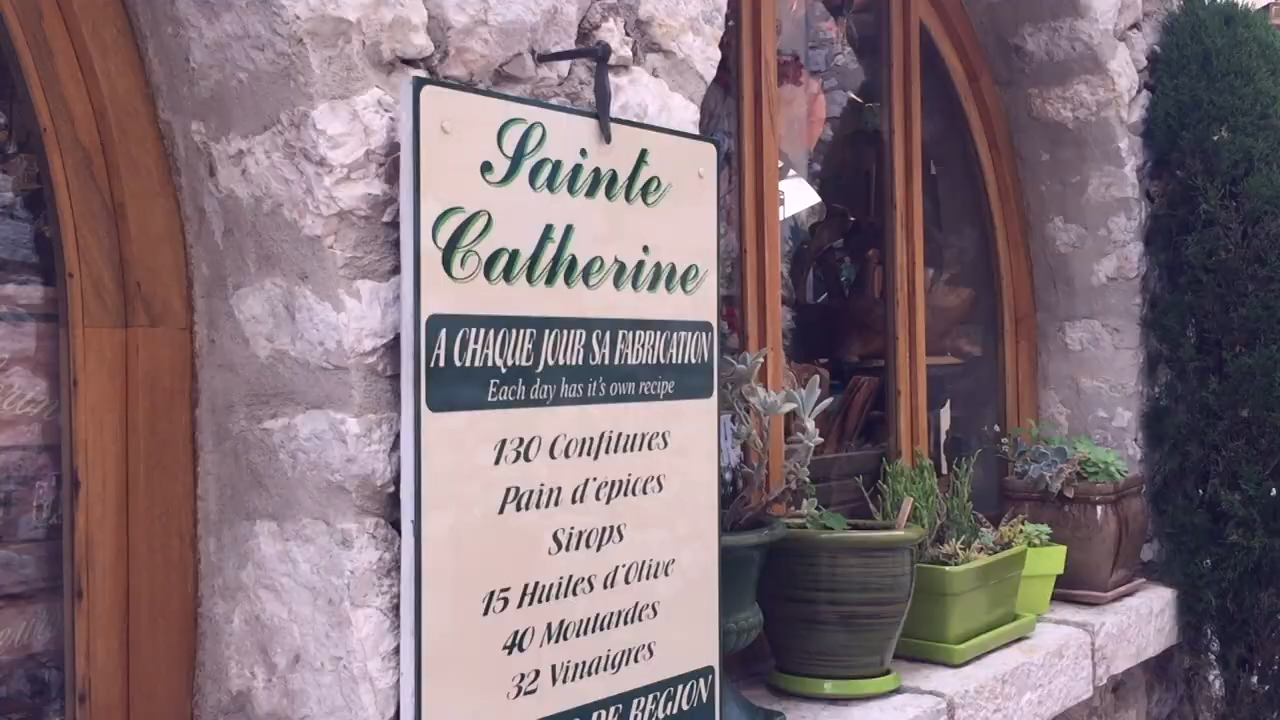 Sainte
Catherine
A CHAQUE JOUR SA FABRICATION
Each day has it's own recipe
130 Confitures
Pain d'épices
Sirops
15 Huiles d'Olive
40 Moutardes
32 Vinaigres
DE REGION